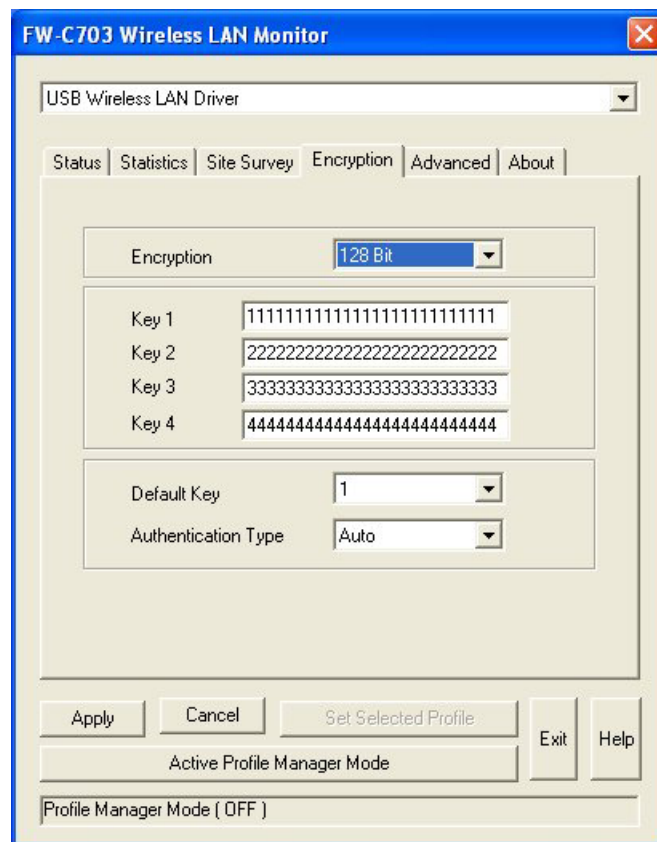 FW-C703 Wireless LAN Monitor
USB Wireless LAN Driver
Status Statistics Site Survey Encryption Advanced About
Encryption 128 Bit
Key 1 11111111111111111111111111
Key 2 22222222222222222222222222
Key 3 33333333333333333333333333
Key 4 44444444444444444444444444
Default Key 1
Authentication Type Auto
Apply Cancel Set Selected Profile Exit Help
Active Profile Manager Mode
Profile Manager Mode ( OFF )